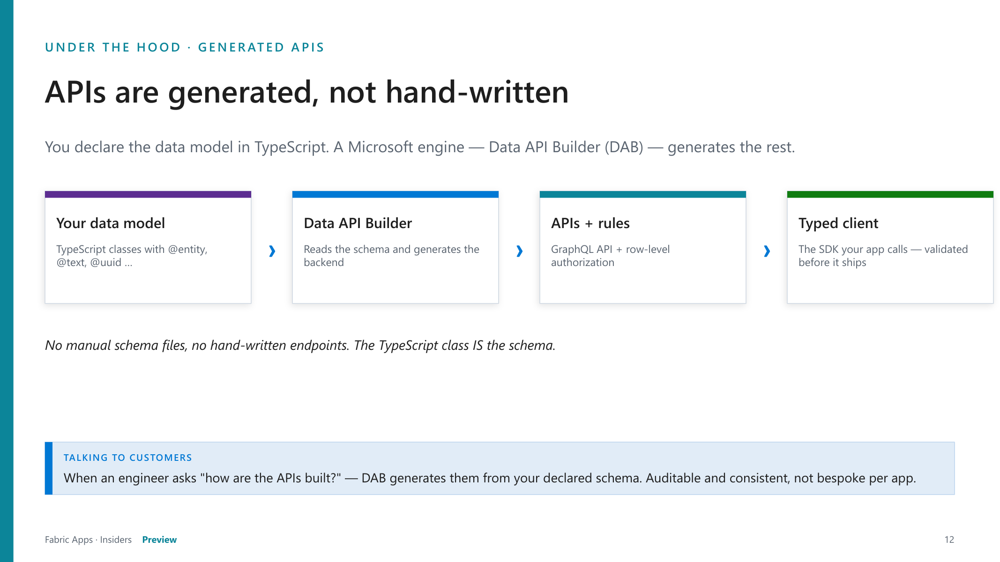 UNDER THE HOOD · GENERATED APIS
APIs are generated, not hand-written
You declare the data model in TypeScript. A Microsoft engine — Data API Builder (DAB) — generates the rest.
Your data model
TypeScript classes with @entity,
@text, @uuid ...
›
Data API Builder
Reads the schema and generates the
backend
›
APIs + rules
GraphQL API + row-level
authorization
›
Typed client
The SDK your app calls — validated
before it ships
No manual schema files, no hand-written endpoints. The TypeScript class IS the schema.
TALKING TO CUSTOMERS
When an engineer asks "how are the APIs built?" — DAB generates them from your declared schema. Auditable and consistent, not bespoke per app.
Fabric Apps · Insiders Preview
12